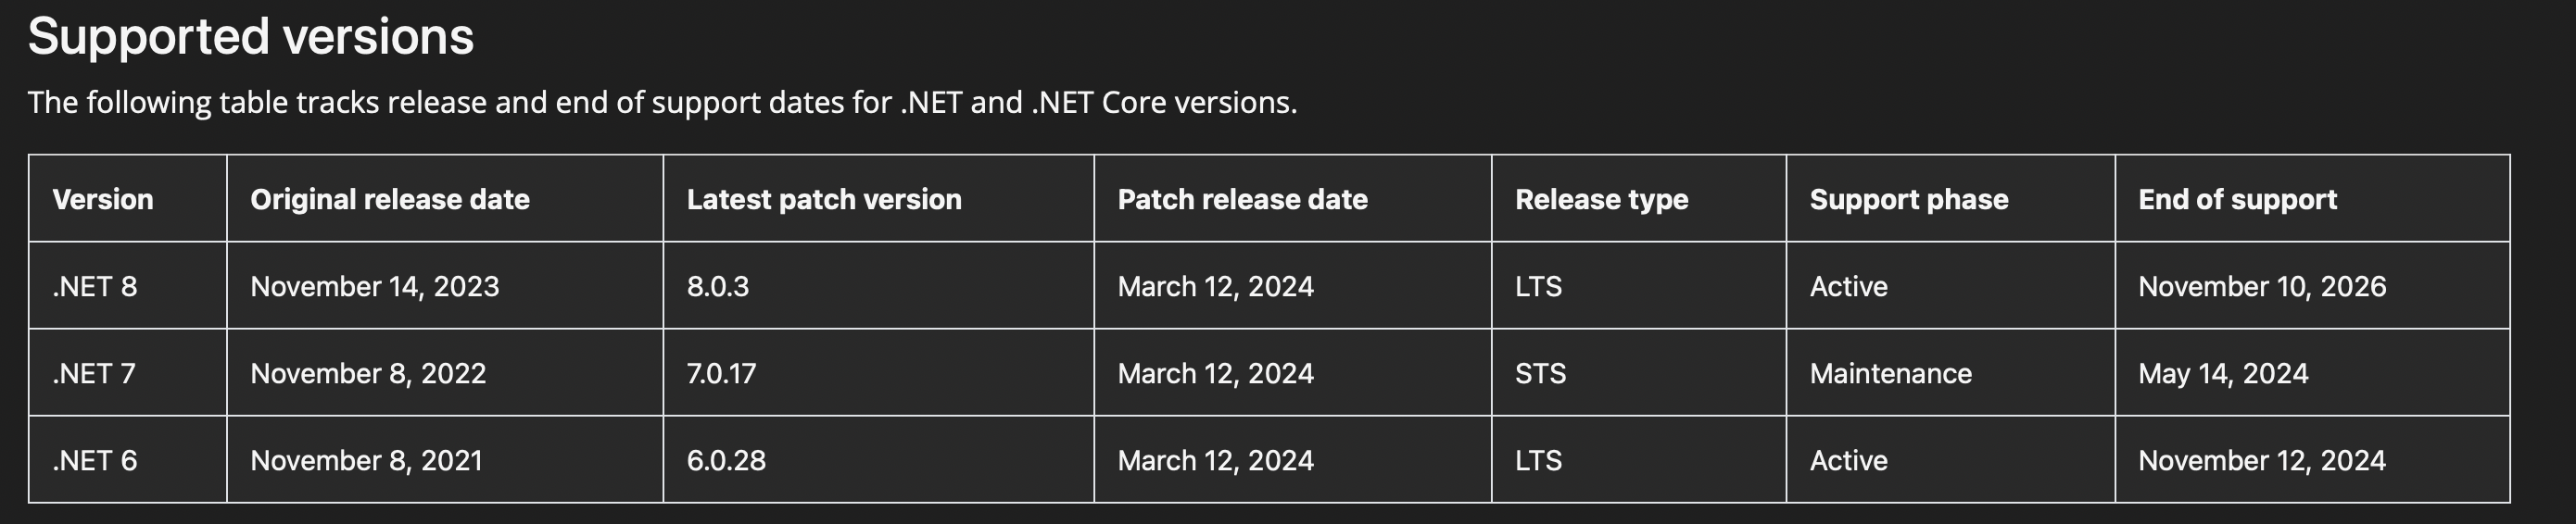 Supported versions
The following table tracks release and end of support dates for .NET and .NET Core versions.
Version Original release date Latest patch version Patch release date Release type Support phase End of support
.NET 8 November 14, 2023 8.0.3 March 12, 2024 LTS Active November 10, 2026
.NET 7 November 8, 2022 7.0.17 March 12, 2024 STS Maintenance May 14, 2024
.NET 6 November 8, 2021 6.0.28 March 12, 2024 LTS Active November 12, 2024